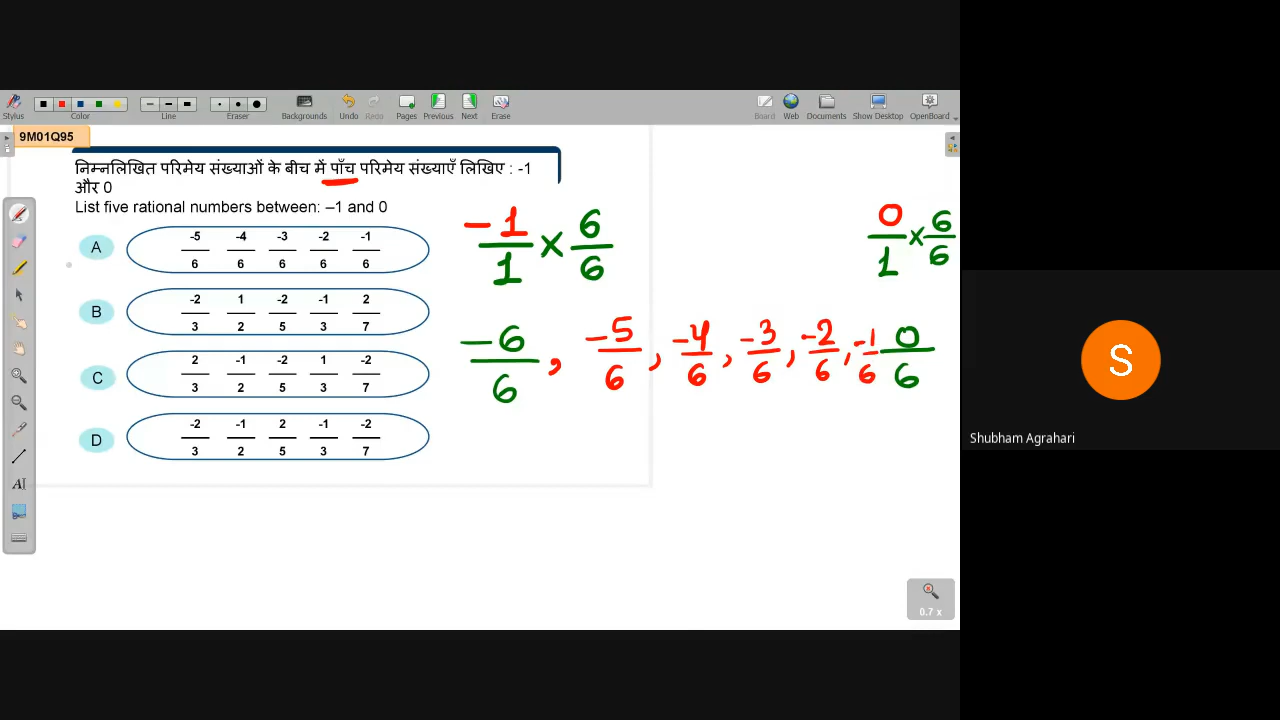 Stylus Color Line Eraser Backgrounds Undo Redo Pages Previous Next Erase Board Web Documents Show Desktop OpenBoard
9M01Q95
निम्नलिखित परिमेय संख्याओं के बीच में पाँच परिमेय संख्याएँ लिखिए : -1
और 0
List five rational numbers between: –1 and 0
A -5/6 -4/6 -3/6 -2/6 -1/6
B -2/3 1/2 -2/5 -1/3 2/7
C 2/3 -1/2 -2/5 1/3 -2/7
D -2/3 -1/2 2/5 -1/3 -2/7
-1/1 × 6/6
0/1 × 6/6
-6/6 , -5/6 , -4/6 , -3/6 , -2/6 , -1/6 0/6
S
Shubham Agrahari
AI
0.7 x